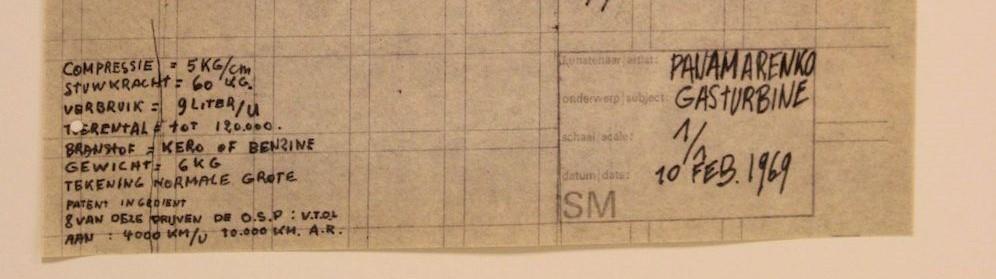 COMPRESSIE = 5 KG/cm
STUWKRACHT = 60 KG.
VERBRUIK = 9 LITER/U
TOERENTAL = TOT 120.000.
BRANSTOF = KERO OF BENZINE
GEWICHT = 6 KG
TEKENING NORMALE GROTE
PATENT INGEDIENT
8 VAN DEZE DRIJVEN DE O.S.P : V.T.O.L
AAN : 4000 KM/U 10.000 KM. A.R.
kunstenaar|artist: PANAMARENKO
onderwerp|subject: GASTURBINE
schaal|scale: 1/1
datum|date: 10 FEB. 1969
SM